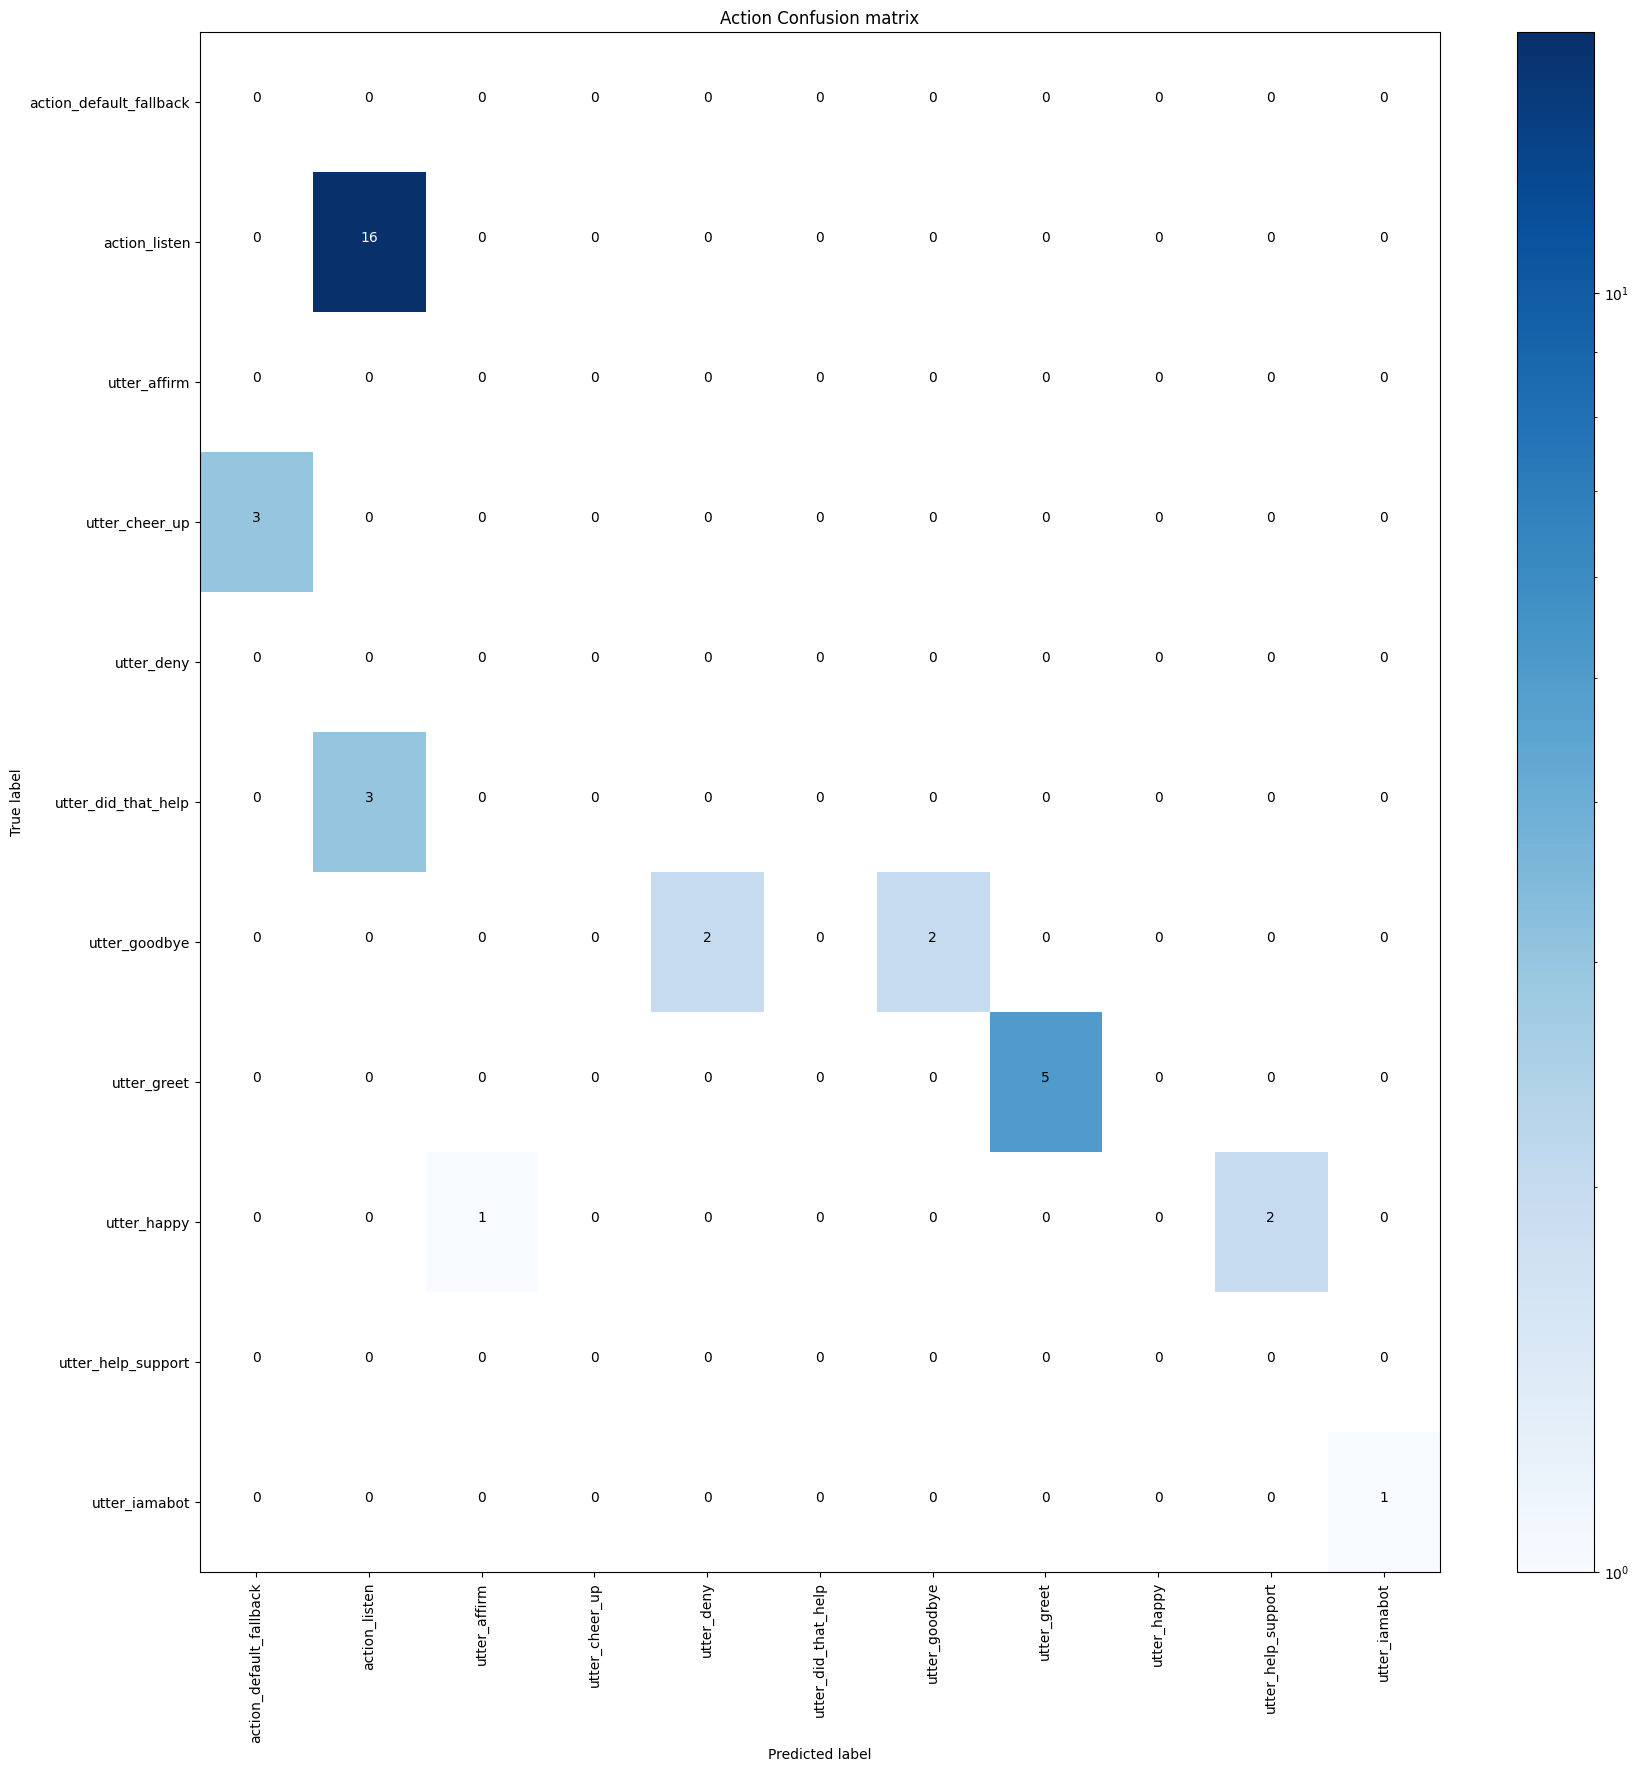 Action Confusion matrix
action_default_fallback 0 0 0 0 0 0 0 0 0 0 0
action_listen 0 16 0 0 0 0 0 0 0 0 0
10¹
utter_affirm 0 0 0 0 0 0 0 0 0 0 0
utter_cheer_up 3 0 0 0 0 0 0 0 0 0 0
utter_deny 0 0 0 0 0 0 0 0 0 0 0
True label
utter_did_that_help 0 3 0 0 0 0 0 0 0 0 0
utter_goodbye 0 0 0 0 2 0 2 0 0 0 0
utter_greet 0 0 0 0 0 0 0 5 0 0 0
utter_happy 0 0 1 0 0 0 0 0 0 2 0
utter_help_support 0 0 0 0 0 0 0 0 0 0 0
utter_iamabot 0 0 0 0 0 0 0 0 0 0 1
10⁰
action_default_fallback
action_listen
utter_affirm
utter_cheer_up
utter_deny
utter_did_that_help
utter_goodbye
utter_greet
utter_happy
utter_help_support
utter_iamabot
Predicted label